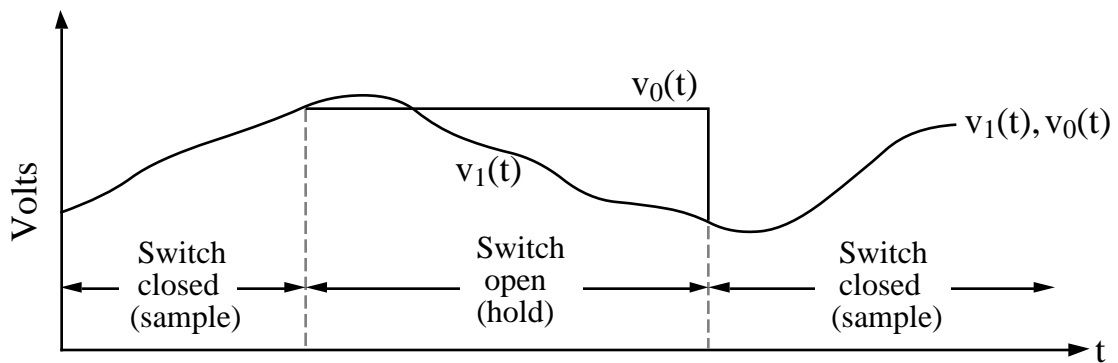 v₀(t)
v₁(t), v₀(t)
v₁(t)
Volts
Switch
closed
(sample)
Switch
open
(hold)
Switch
closed
(sample)
t